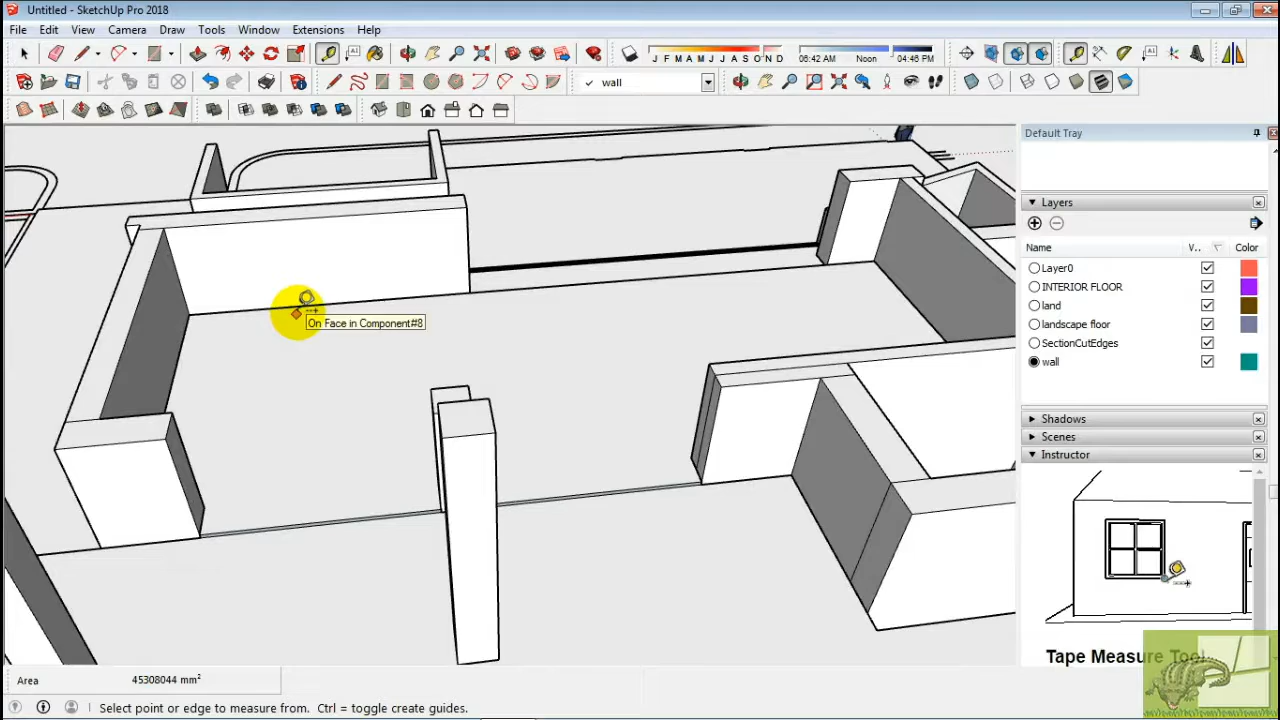 Untitled - SketchUp Pro 2018
File Edit View Camera Draw Tools Window Extensions Help
J F M A M J J A S O N D 06:42 AM Noon 04:46 PM
wall
Default Tray
Layers
Name V.. Color
Layer0
INTERIOR FLOOR
land
landscape floor
SectionCutEdges
wall
Shadows
Scenes
Instructor
On Face in Component#8
Tape Measure Tool
Area 45308044 mm²
Select point or edge to measure from. Ctrl = toggle create guides.